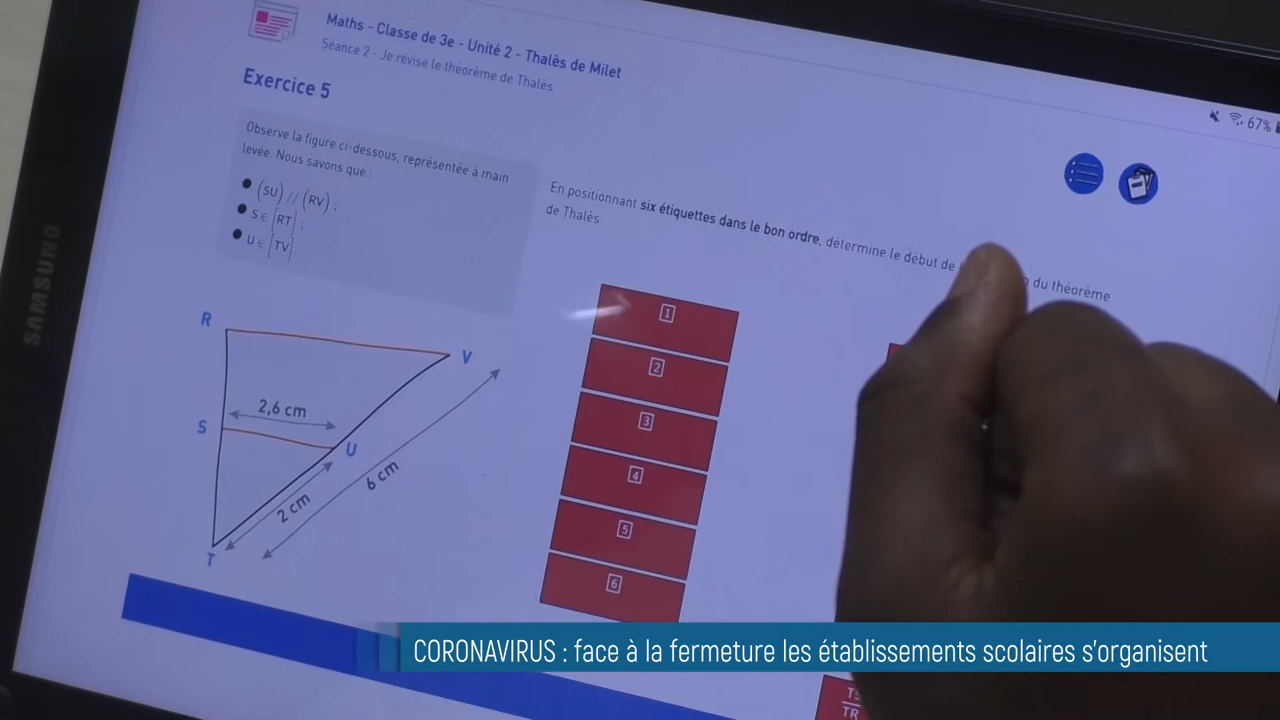 Maths - Classe de 3e - Unité 2 - Thalès de Milet
Séance 2 - Je révise le théorème de Thalès
67%
Exercice 5
Observe la figure ci-dessous, représentée à main
levée. Nous savons que :
(SU) // (RV) ;
S ∈ [RT] ;
U ∈ [TV].
En positionnant six étiquettes dans le bon ordre, détermine le début de
du théorème
de Thalès.
R
V
2,6 cm
S
U
2 cm
6 cm
T
1
2
3
4
5
6
TR
SAMSUNG
CORONAVIRUS : face à la fermeture les établissements scolaires s'organisent